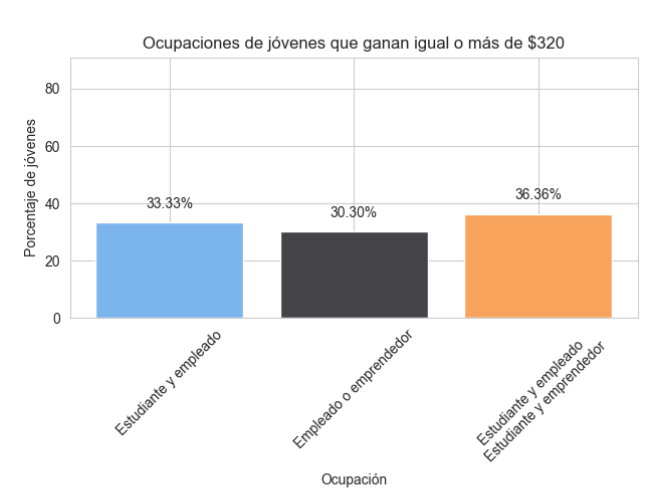 Ocupaciones de jóvenes que ganan igual o más de $320
Porcentaje de jóvenes
80
60
40
20
0
33.33%
30.30%
36.36%
Estudiante y empleado
Empleado o emprendedor
Estudiante y empleado
Estudiante y emprendedor
Ocupación